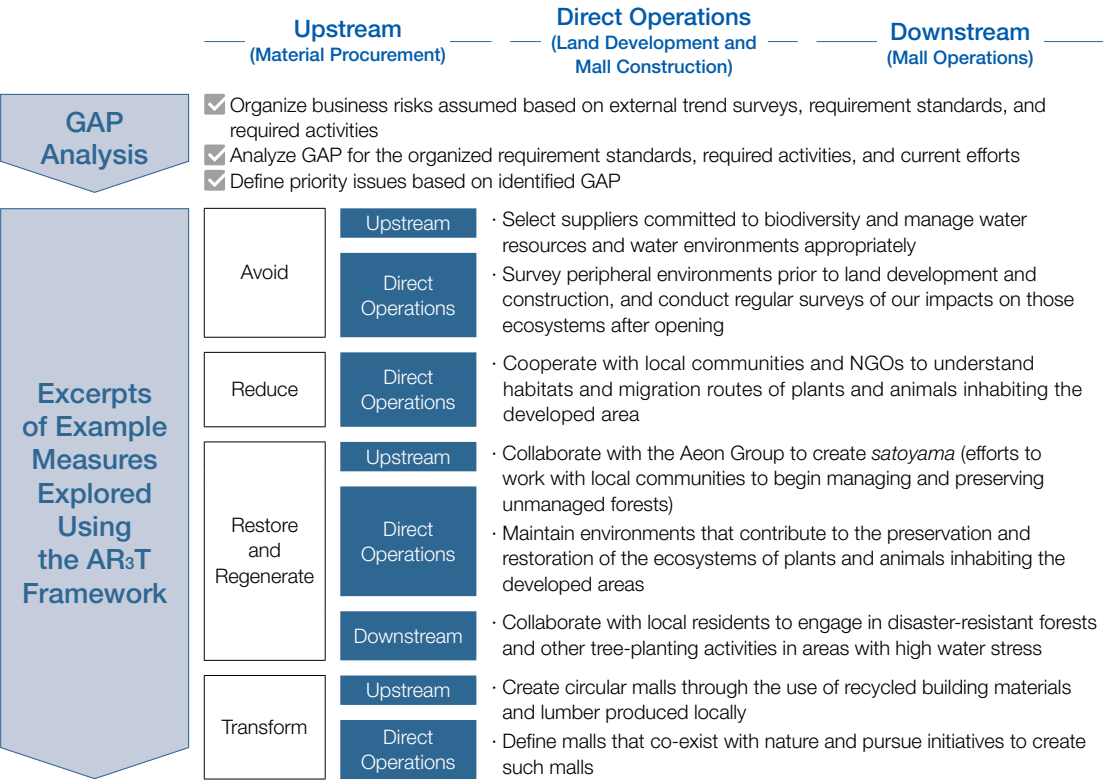 Upstream
(Material Procurement)
Direct Operations
(Land Development and
Mall Construction)
Downstream
(Mall Operations)
GAP
Analysis
Organize business risks assumed based on external trend surveys, requirement standards, and
required activities
Analyze GAP for the organized requirement standards, required activities, and current efforts
Define priority issues based on identified GAP
Excerpts
of Example
Measures
Explored
Using
the AR3T
Framework
Avoid
Upstream
· Select suppliers committed to biodiversity and manage water
resources and water environments appropriately
Direct
Operations
· Survey peripheral environments prior to land development and
construction, and conduct regular surveys of our impacts on those
ecosystems after opening
Reduce
Direct
Operations
· Cooperate with local communities and NGOs to understand
habitats and migration routes of plants and animals inhabiting the
developed area
Restore
and
Regenerate
Upstream
· Collaborate with the Aeon Group to create satoyama (efforts to
work with local communities to begin managing and preserving
unmanaged forests)
Direct
Operations
· Maintain environments that contribute to the preservation and
restoration of the ecosystems of plants and animals inhabiting the
developed areas
Downstream
· Collaborate with local residents to engage in disaster-resistant forests
and other tree-planting activities in areas with high water stress
Transform
Upstream
· Create circular malls through the use of recycled building materials
and lumber produced locally
Direct
Operations
· Define malls that co-exist with nature and pursue initiatives to create
such malls